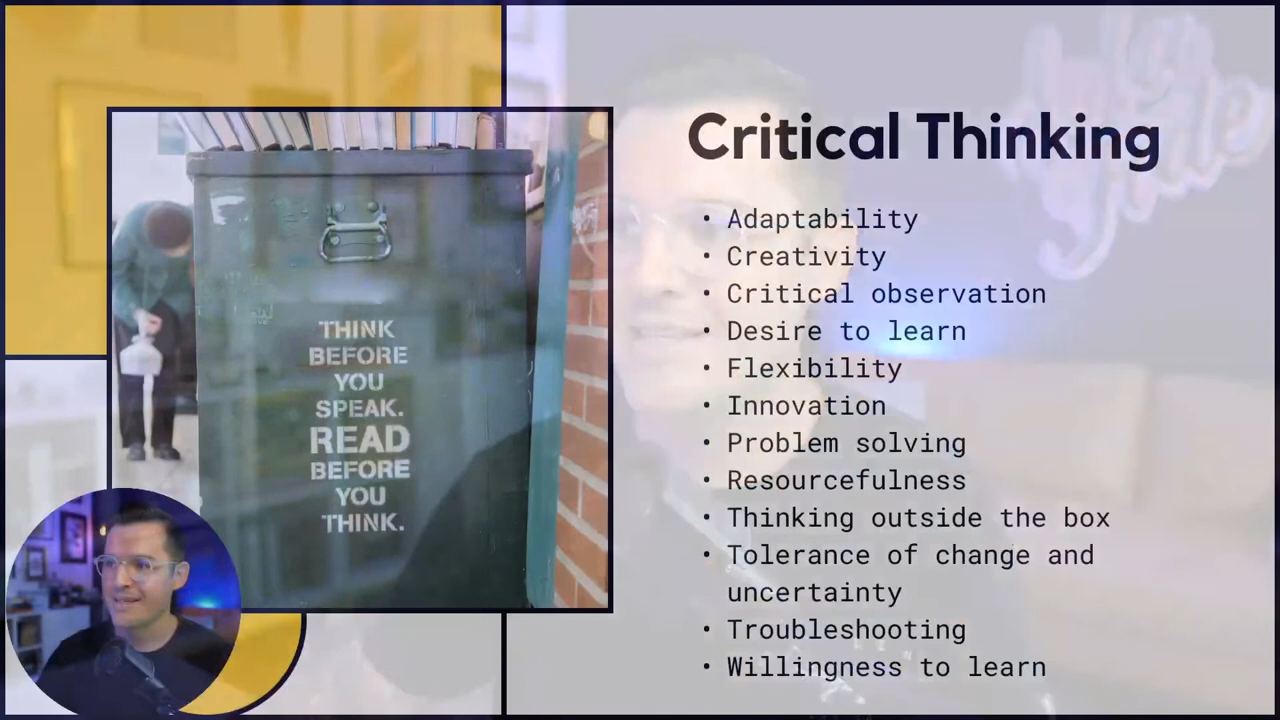 THINK
BEFORE
YOU
SPEAK.
READ
BEFORE
YOU
THINK.
Critical Thinking
• Adaptability
• Creativity
• Critical observation
• Desire to learn
• Flexibility
• Innovation
• Problem solving
• Resourcefulness
• Thinking outside the box
• Tolerance of change and
uncertainty
• Troubleshooting
• Willingness to learn